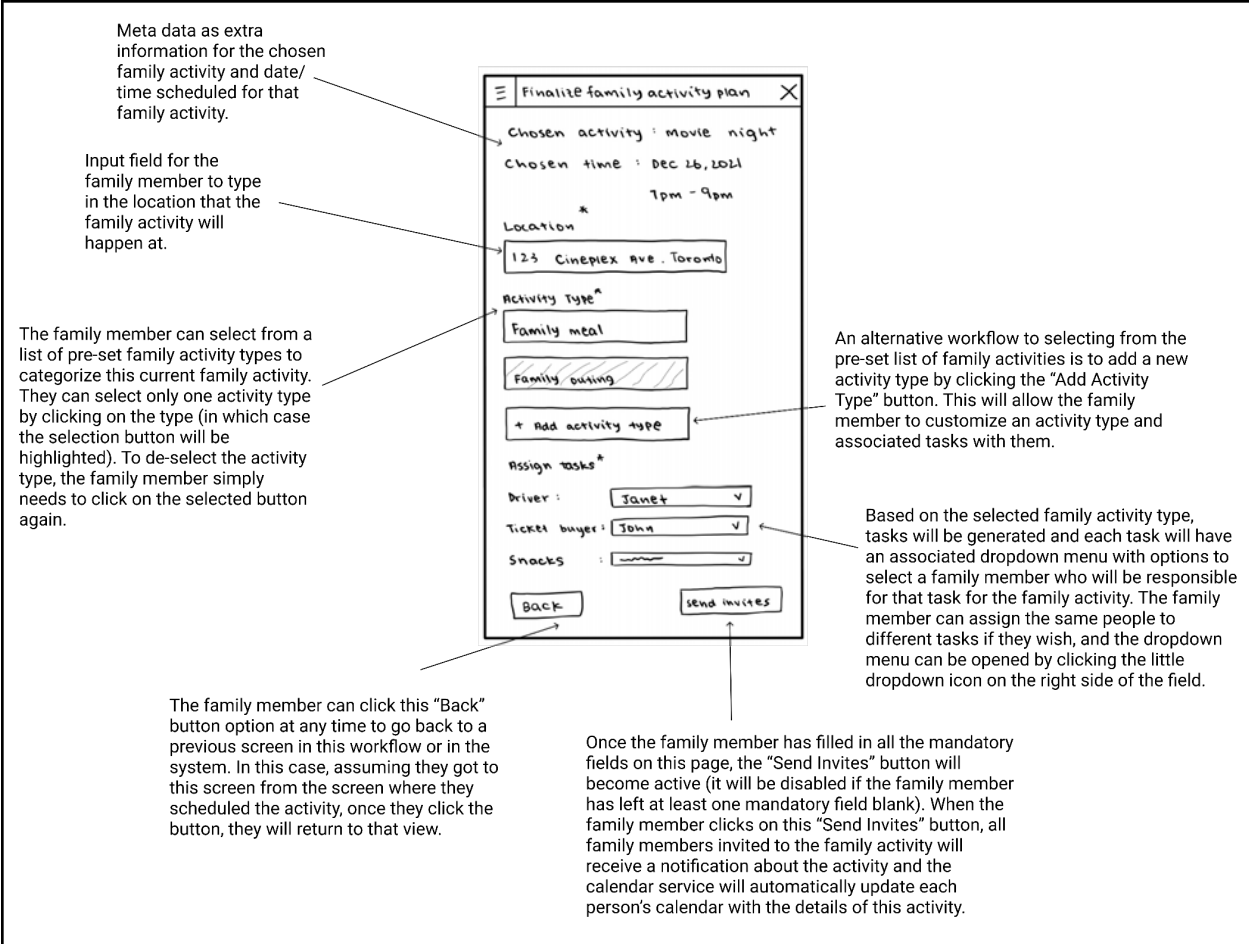 Meta data as extra
information for the chosen
family activity and date/
time scheduled for that
family activity.
Input field for the
family member to type
in the location that the
family activity will
happen at.
The family member can select from a
list of pre-set family activity types to
categorize this current family activity.
They can select only one activity type
by clicking on the type (in which case
the selection button will be
highlighted). To de-select the activity
type, the family member simply
needs to click on the selected button
again.
Finalize family activity plan
Chosen activity : movie night
Chosen time : Dec 26, 2021
7pm - 9pm
Location*
123 Cineplex Ave. Toronto
Activity Type*
Family meal
Family outing
+ Add activity type
Assign tasks*
Driver : Janet
Ticket buyer: John
Snacks :
Back
send invites
An alternative workflow to selecting from the
pre-set list of family activities is to add a new
activity type by clicking the “Add Activity
Type” button. This will allow the family
member to customize an activity type and
associated tasks with them.
Based on the selected family activity type,
tasks will be generated and each task will have
an associated dropdown menu with options to
select a family member who will be responsible
for that task for the family activity. The family
member can assign the same people to
different tasks if they wish, and the dropdown
menu can be opened by clicking the little
dropdown icon on the right side of the field.
The family member can click this “Back”
button option at any time to go back to a
previous screen in this workflow or in the
system. In this case, assuming they got to
this screen from the screen where they
scheduled the activity, once they click the
button, they will return to that view.
Once the family member has filled in all the mandatory
fields on this page, the “Send Invites” button will
become active (it will be disabled if the family member
has left at least one mandatory field blank). When the
family member clicks on this “Send Invites” button, all
family members invited to the family activity will
receive a notification about the activity and the
calendar service will automatically update each
person’s calendar with the details of this activity.